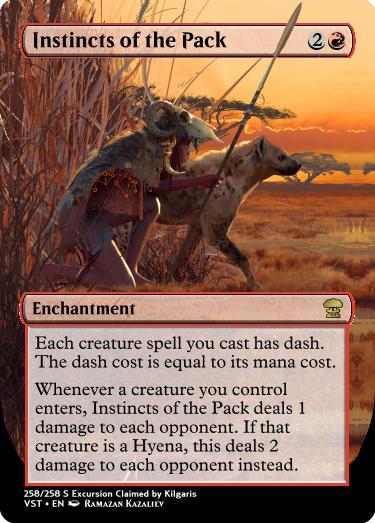 Instincts of the Pack 2
Enchantment
Each creature spell you cast has dash.
The dash cost is equal to its mana cost.
Whenever a creature you control
enters, Instincts of the Pack deals 1
damage to each opponent. If that
creature is a Hyena, this deals 2
damage to each opponent instead.
258/258 S Excursion Claimed by Kilgaris
VST • EN Ramazan Kazaliev